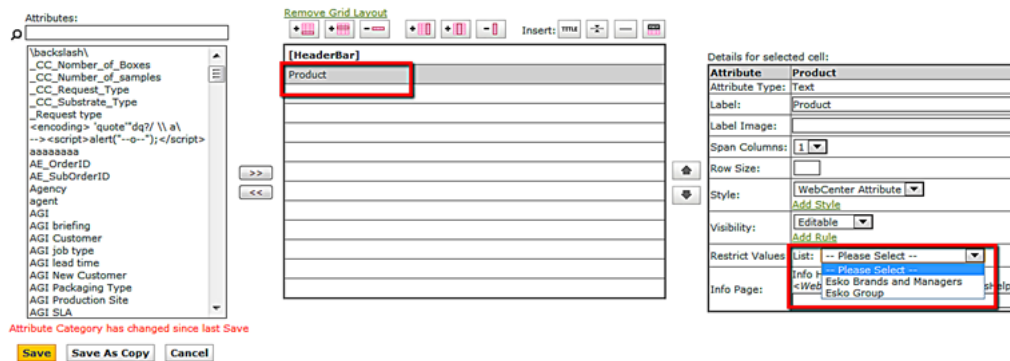 Attributes:
\backslash\
_CC_Number_of_Boxes
_CC_Number_of_samples
_CC_Request_Type
_CC_Substrate_Type
_Request type
<encoding> 'quote'"dq?/ \\ a\
--><script>alert("--o--");</script>
aaaaaaaa
AE_OrderID
AE_SubOrderID
Agency
agent
AGI
AGI briefing
AGI Customer
AGI job type
AGI lead time
AGI New Customer
AGI Packaging Type
AGI Production Site
AGI SLA
Attribute Category has changed since last Save
Save Save As Copy Cancel
>>
<<
Remove Grid Layout
Insert: TITLE
[HeaderBar]
Product
Details for selected cell:
Attribute Product
Attribute Type: Text
Label: Product
Label Image:
Span Columns: 1
Row Size:
Style: WebCenter Attribute
Add Style
Visibility: Editable
Add Rule
Restrict Values List: -- Please Select --
-- Please Select --
Esko Brands and Managers
Esko Group
Info Page: Info H
<Web sHelp